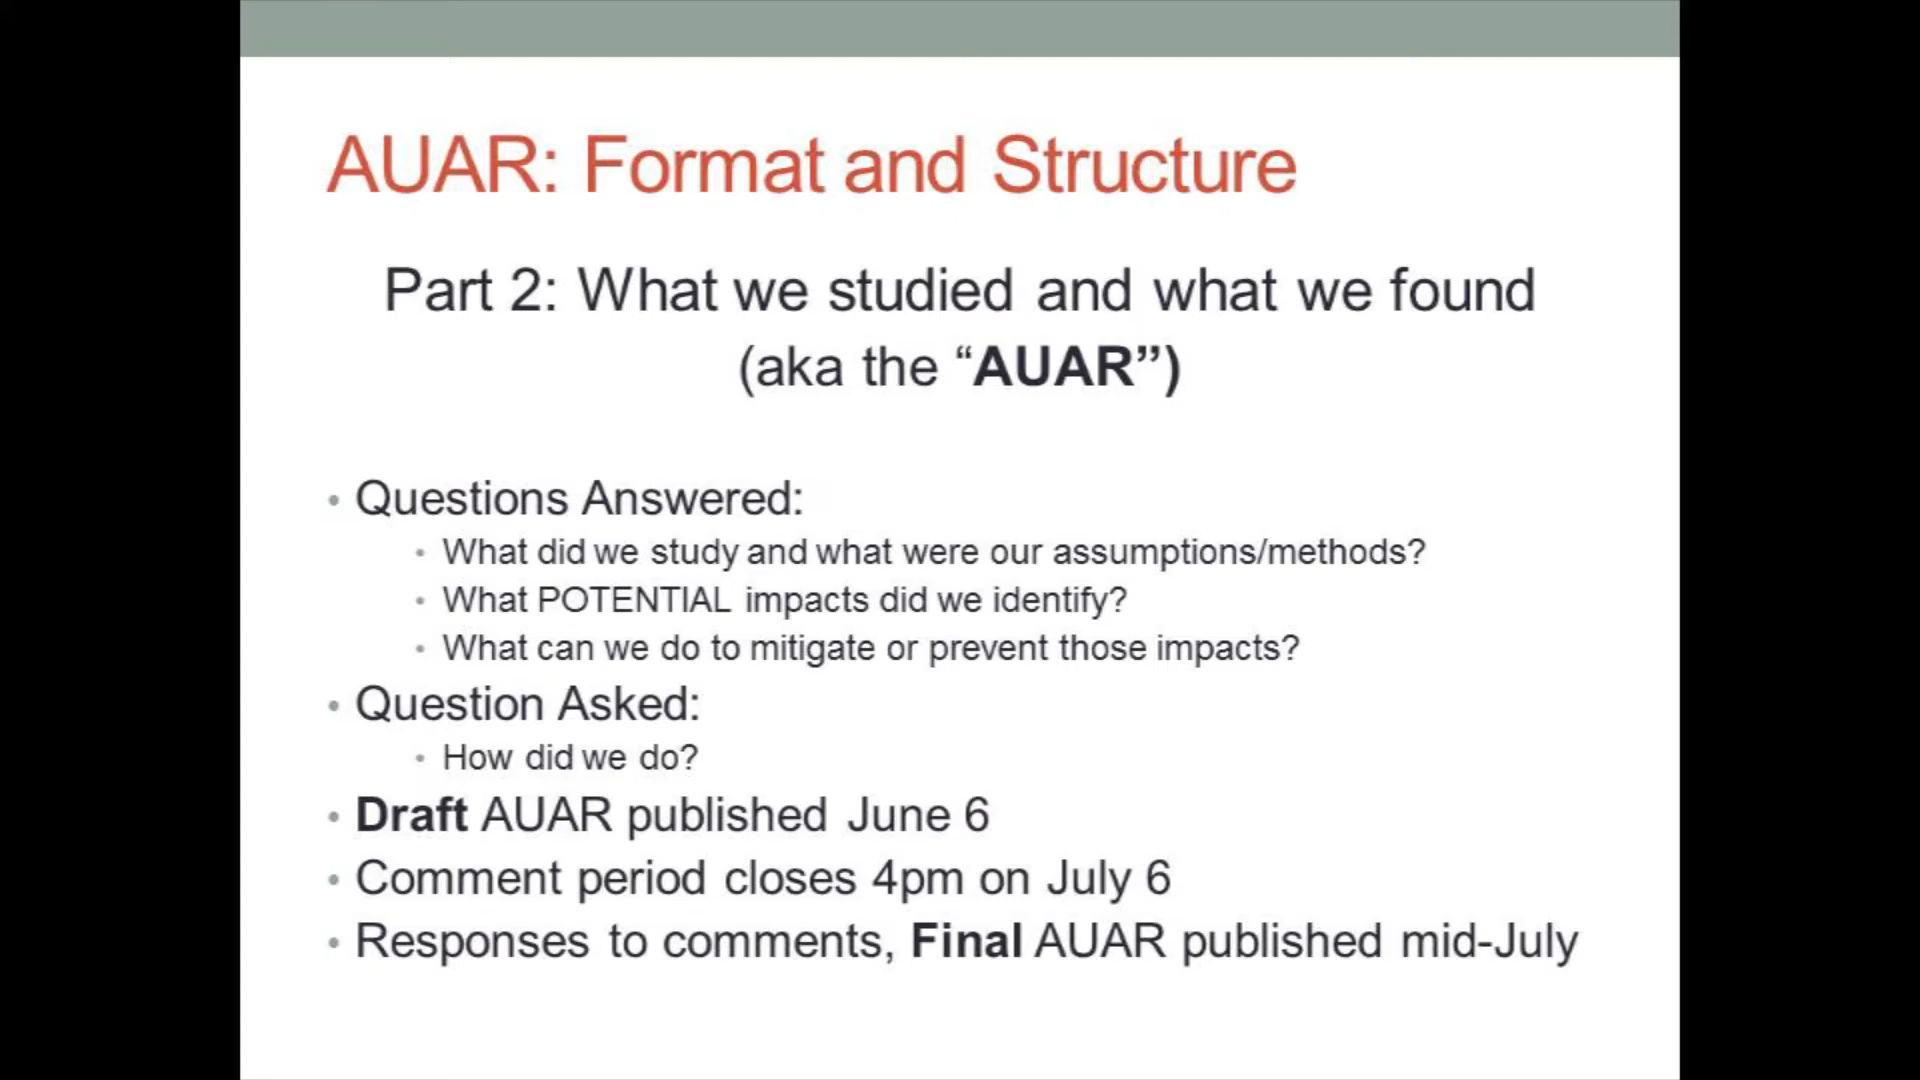 AUAR: Format and Structure
Part 2: What we studied and what we found
(aka the “AUAR”)
• Questions Answered:
• What did we study and what were our assumptions/methods?
• What POTENTIAL impacts did we identify?
• What can we do to mitigate or prevent those impacts?
• Question Asked:
• How did we do?
• Draft AUAR published June 6
• Comment period closes 4pm on July 6
• Responses to comments, Final AUAR published mid-July